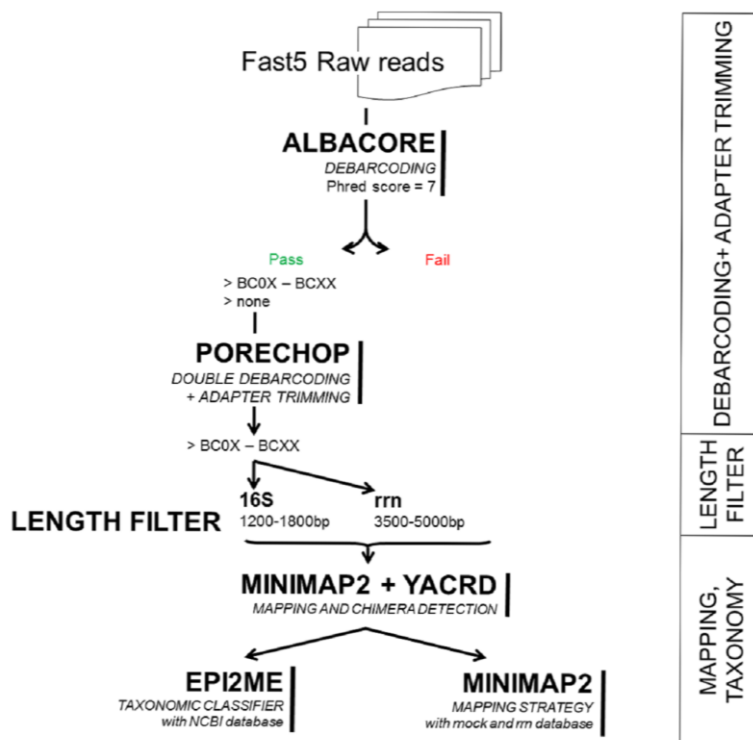 Fast5 Raw reads
ALBACORE
DEBARCODING
Phred score = 7
Pass
Fail
> BC0X – BCXX
> none
PORECHOP
DOUBLE DEBARCODING
+ ADAPTER TRIMMING
> BC0X – BCXX
LENGTH FILTER
16S
1200-1800bp
rrn
3500-5000bp
MINIMAP2 + YACRD
MAPPING AND CHIMERA DETECTION
EPI2ME
TAXONOMIC CLASSIFIER
with NCBI database
MINIMAP2
MAPPING STRATEGY
with mock and rrn database
DEBARCODING+ ADAPTER TRIMMING
LENGTH
FILTER
MAPPING,
TAXONOMY